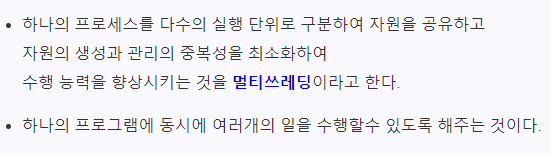 • 하나의 프로세스를 다수의 실행 단위로 구분하여 자원을 공유하고
자원의 생성과 관리의 중복성을 최소화하여
수행 능력을 향상시키는 것을 멀티쓰레딩이라고 한다.
• 하나의 프로그램에 동시에 여러개의 일을 수행할수 있도록 해주는 것이다.